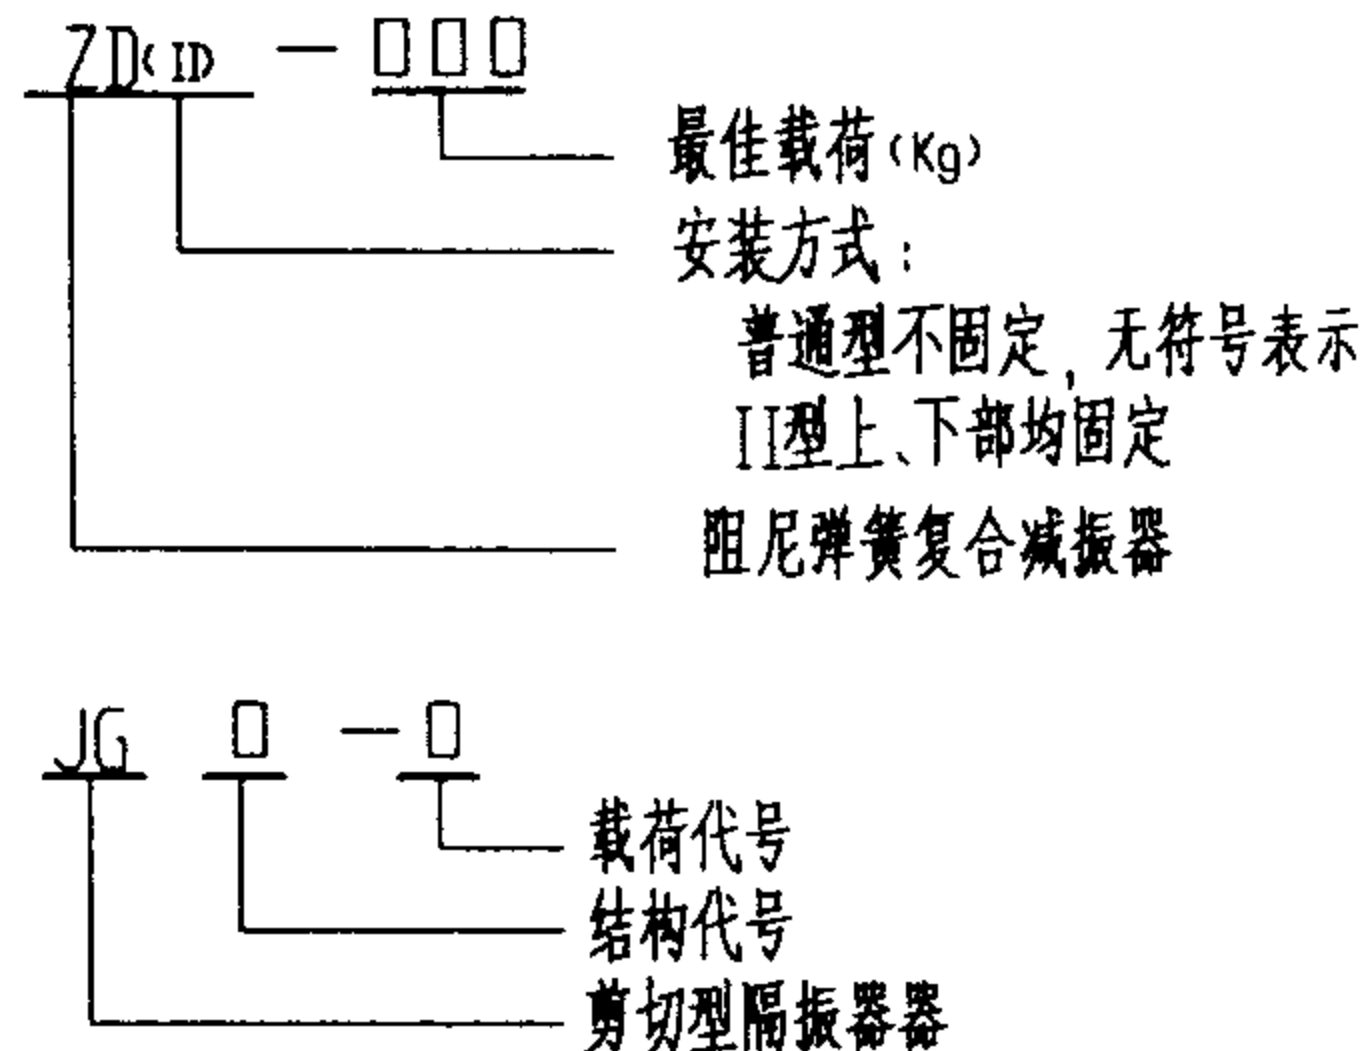 ZD(II) — □□□
最佳载荷(Kg)
安装方式:
普通型不固定, 无符号表示
II型上、下部均固定
阻尼弹簧复合减振器
JG □ — □
载荷代号
结构代号
剪切型隔振器器